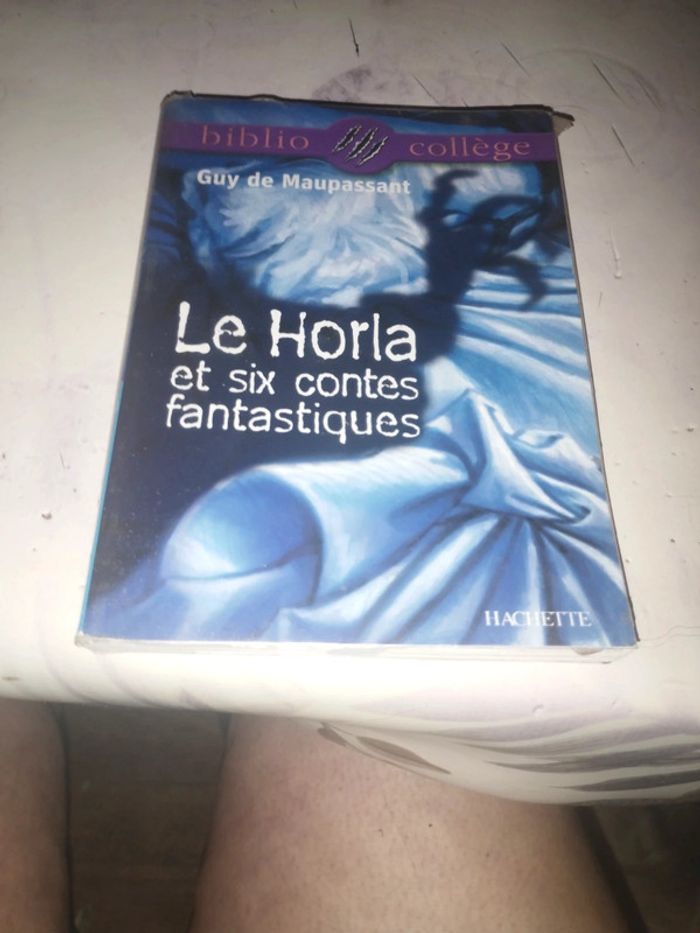 biblio collège
Guy de Maupassant
Le Horla
et six contes
fantastiques
HACHETTE